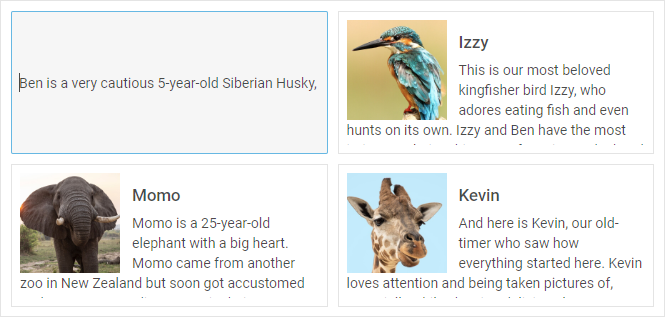 Ben is a very cautious 5-year-old Siberian Husky,
Izzy
This is our most beloved
kingfisher bird Izzy, who
adores eating fish and even
hunts on its own. Izzy and Ben have the most
Momo
Momo is a 25-year-old
elephant with a big heart.
Momo came from another
zoo in New Zealand but soon got accustomed
Kevin
And here is Kevin, our old-
timer who saw how
everything started here. Kevin
loves attention and being taken pictures of,